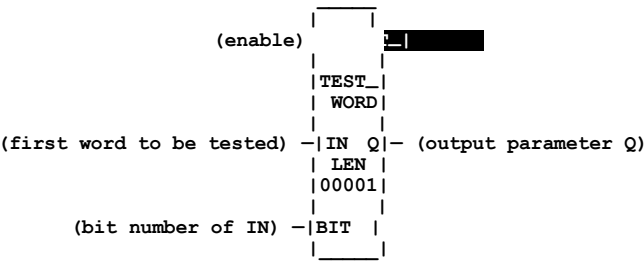 (enable)
TEST_
WORD
(first word to be tested) —|IN Q|— (output parameter Q)
LEN
00001
(bit number of IN) —|BIT |